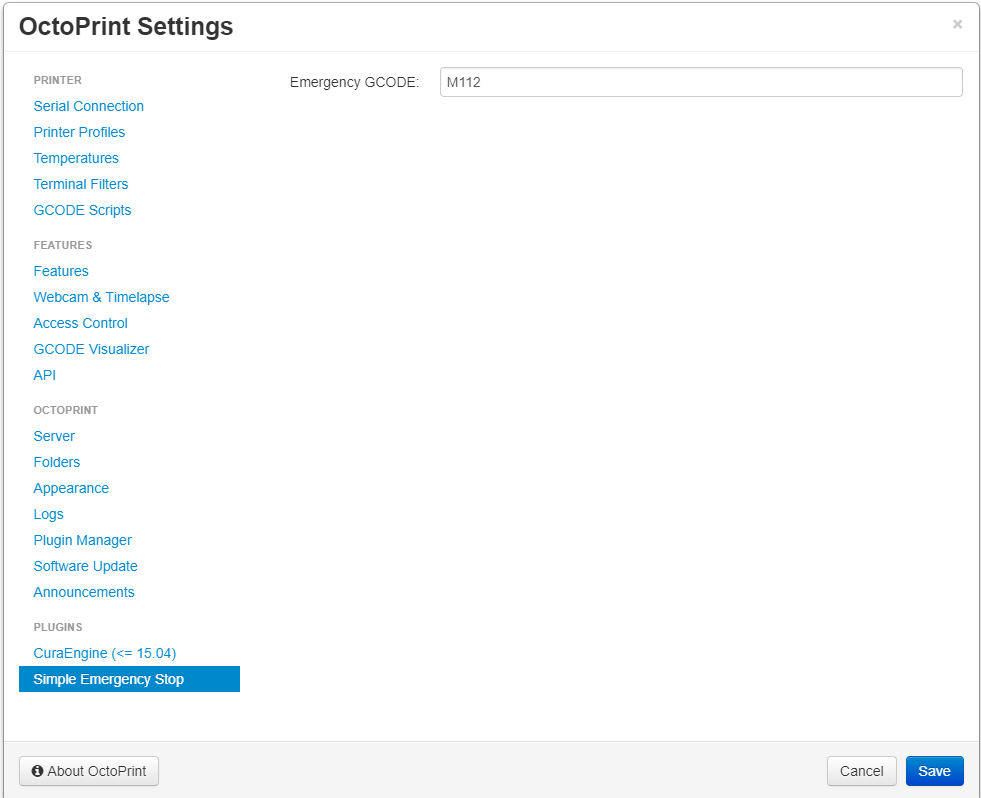 OctoPrint Settings
×
PRINTER
Serial Connection
Printer Profiles
Temperatures
Terminal Filters
GCODE Scripts
FEATURES
Features
Webcam & Timelapse
Access Control
GCODE Visualizer
API
OCTOPRINT
Server
Folders
Appearance
Logs
Plugin Manager
Software Update
Announcements
PLUGINS
CuraEngine (<= 15.04)
Simple Emergency Stop
Emergency GCODE: M112
About OctoPrint Cancel Save